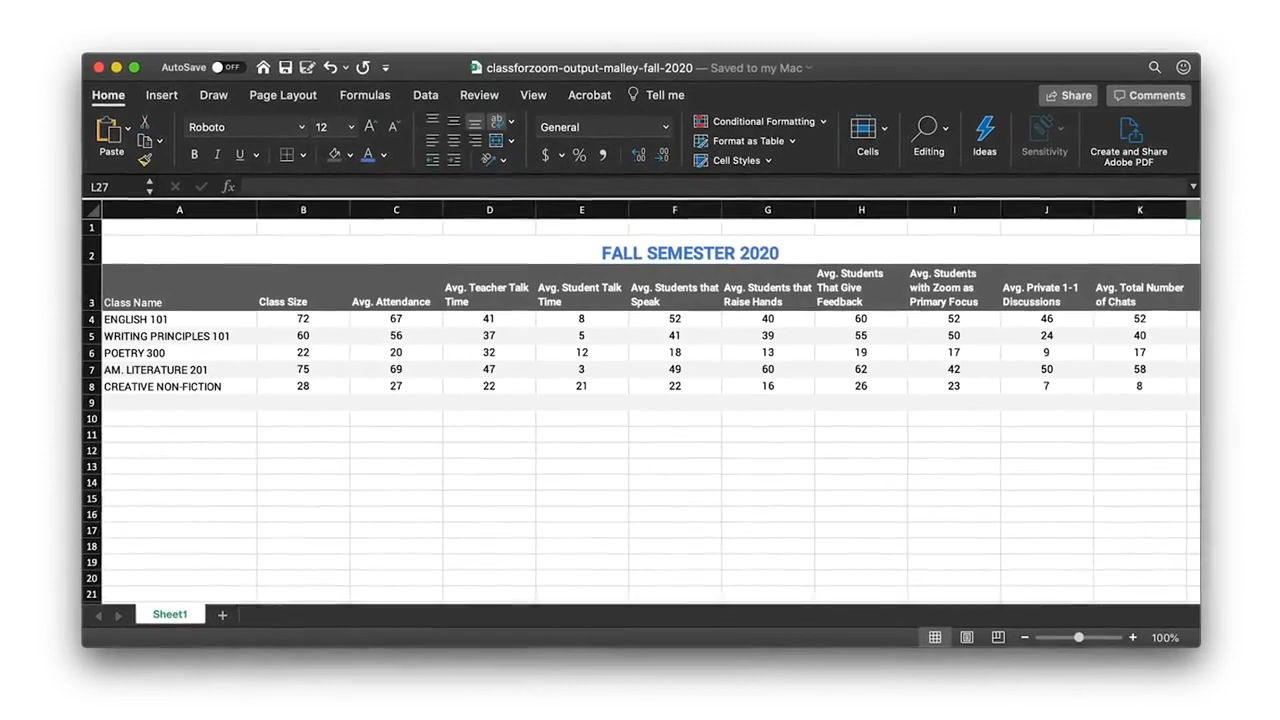 AutoSave OFF classforzoom-output-malley-fall-2020 — Saved to my Mac
Home Insert Draw Page Layout Formulas Data Review View Acrobat Tell me Share Comments
Paste Roboto 12 A A ab General Conditional Formatting Format as Table Cell Styles Cells Editing Ideas Sensitivity Create and Share Adobe PDF
B I U A $ % ,
L27 fx
A B C D E F G H I J K
1
2 FALL SEMESTER 2020
3 Class Name Class Size Avg. Attendance Avg. Teacher Talk Time Avg. Student Talk Time Avg. Students that Speak Avg. Students that Raise Hands Avg. Students That Give Feedback Avg. Students with Zoom as Primary Focus Avg. Private 1-1 Discussions Avg. Total Number of Chats
4 ENGLISH 101 72 67 41 8 52 40 60 52 46 52
5 WRITING PRINCIPLES 101 60 56 37 5 41 39 55 50 24 40
6 POETRY 300 22 20 32 12 18 13 19 17 9 17
7 AM. LITERATURE 201 75 69 47 3 49 60 62 42 50 58
8 CREATIVE NON-FICTION 28 27 22 21 22 16 26 23 7 8
9
10
11
12
13
14
15
16
17
18
19
20
21
Sheet1 +
− + 100%